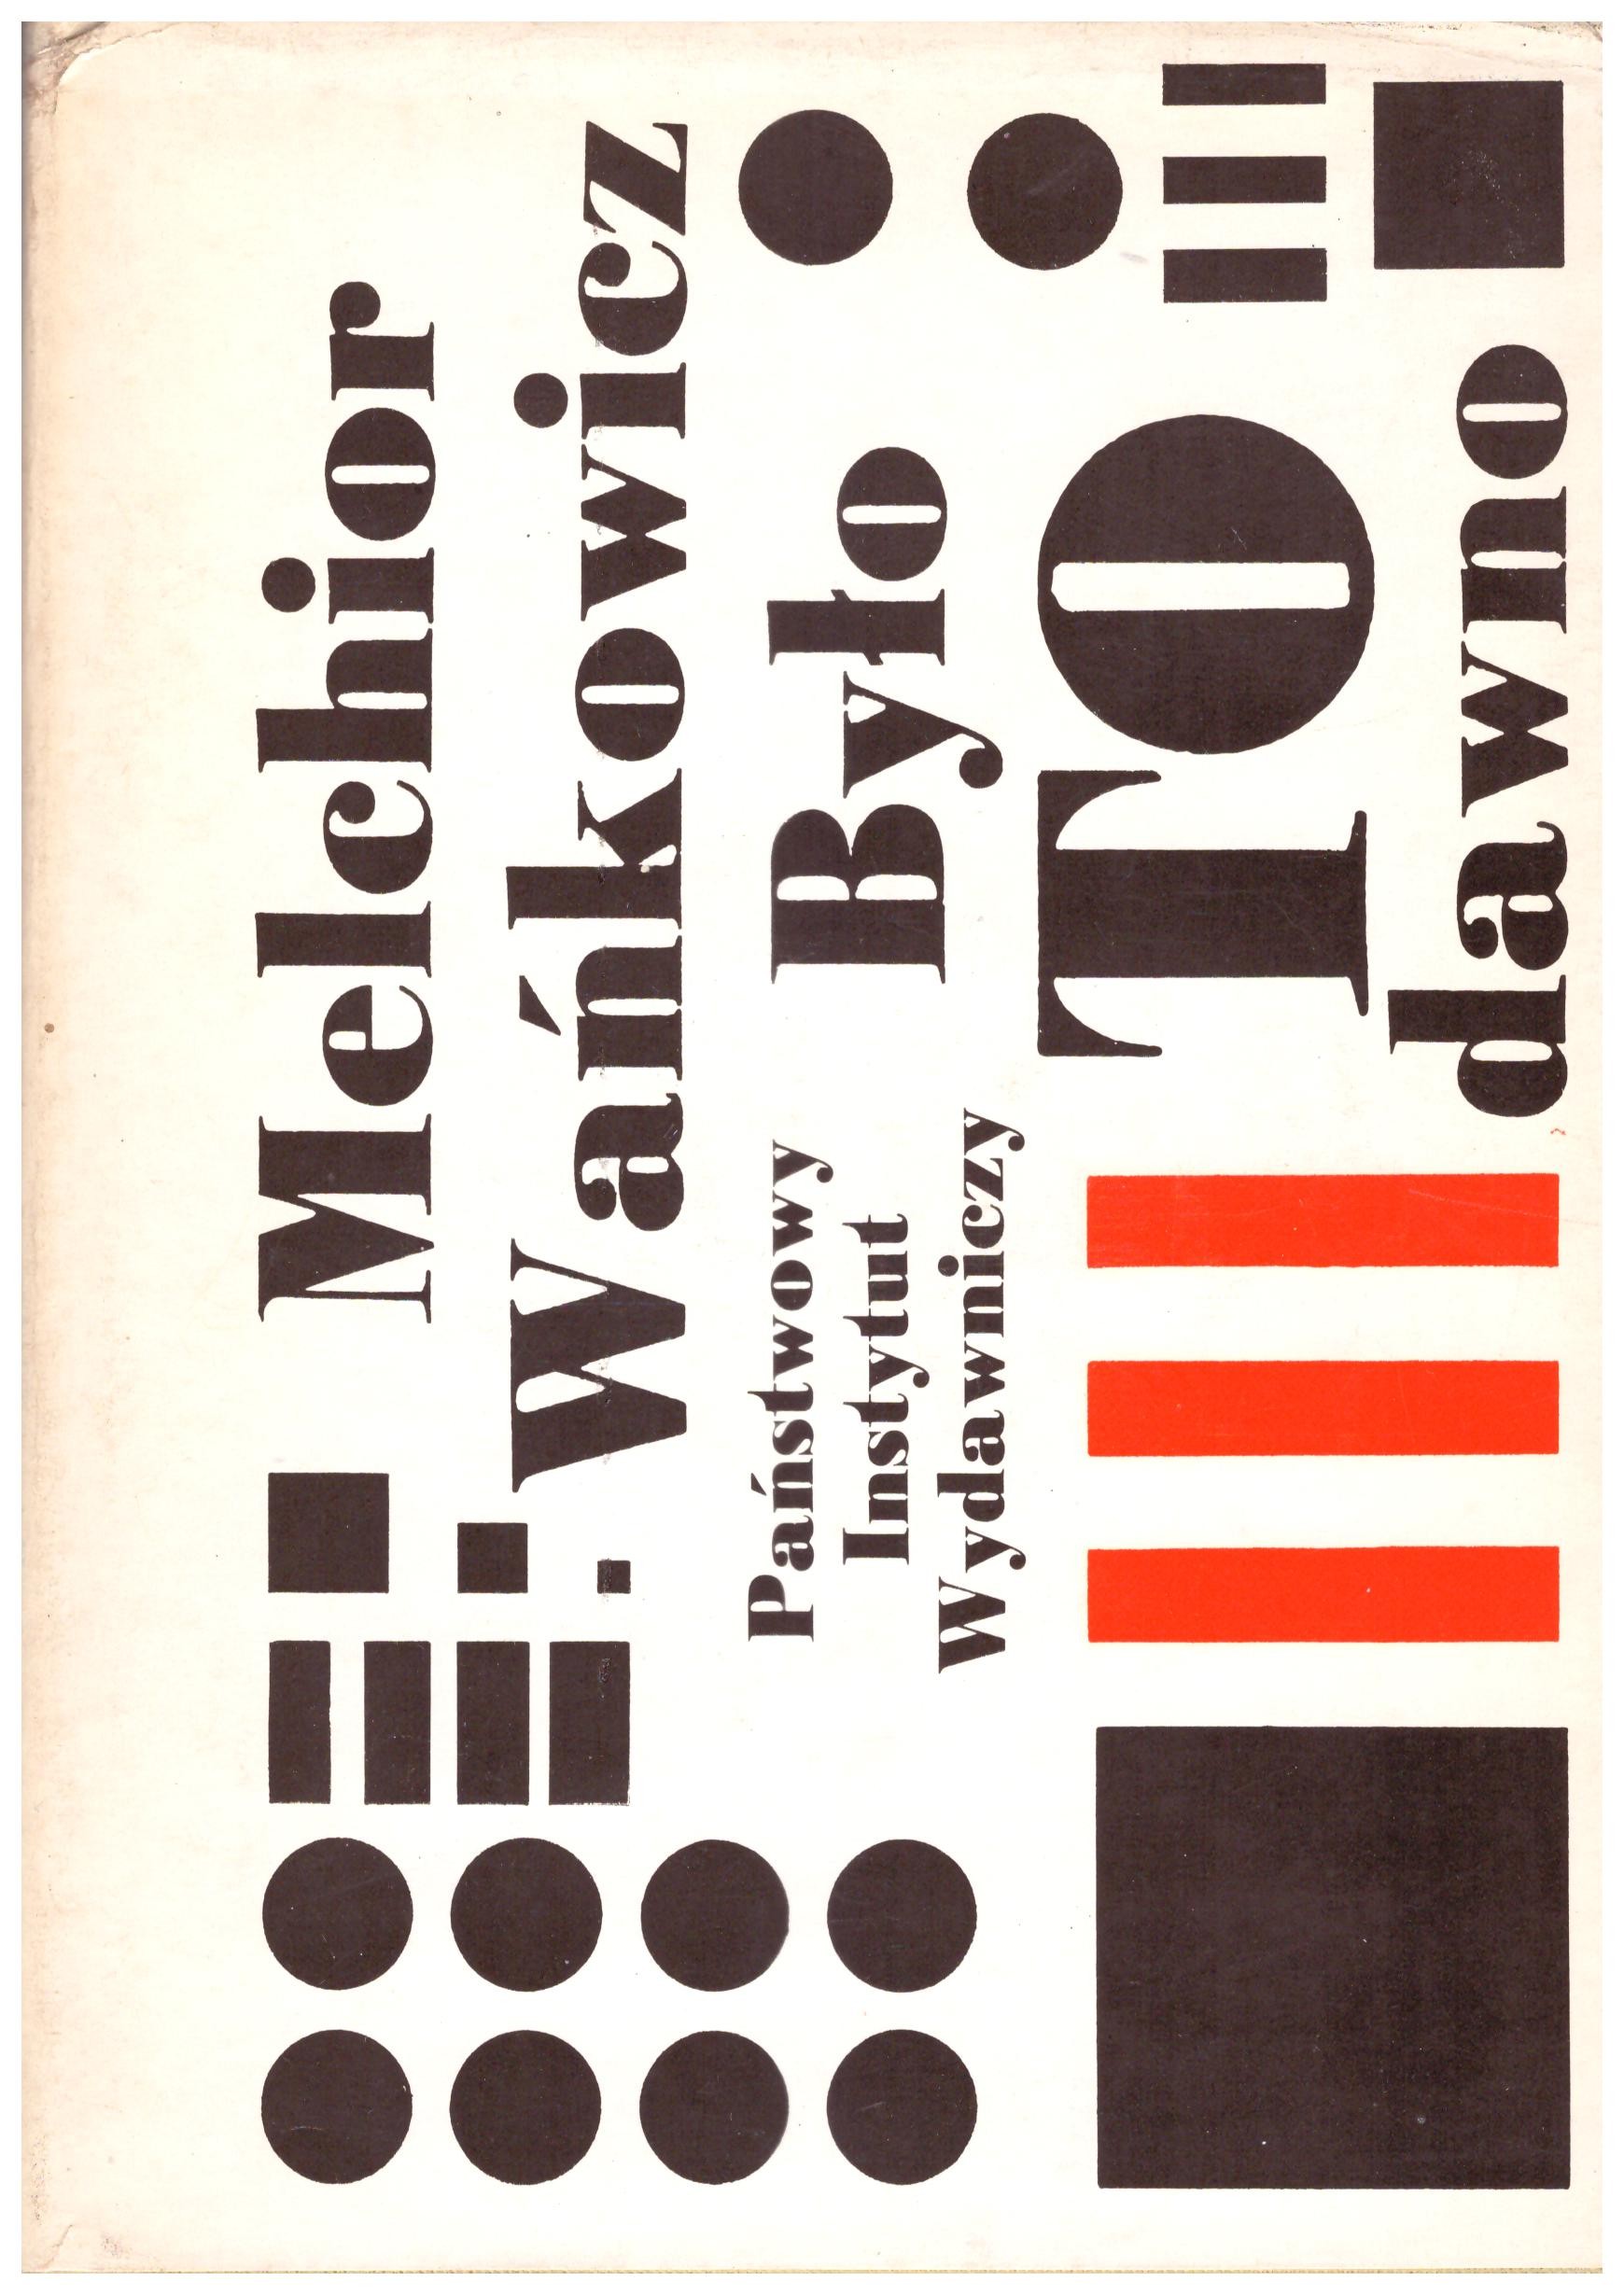 Melchior
Wańkowicz
Było
TO
dawno
Państwowy
Instytut
Wydawniczy